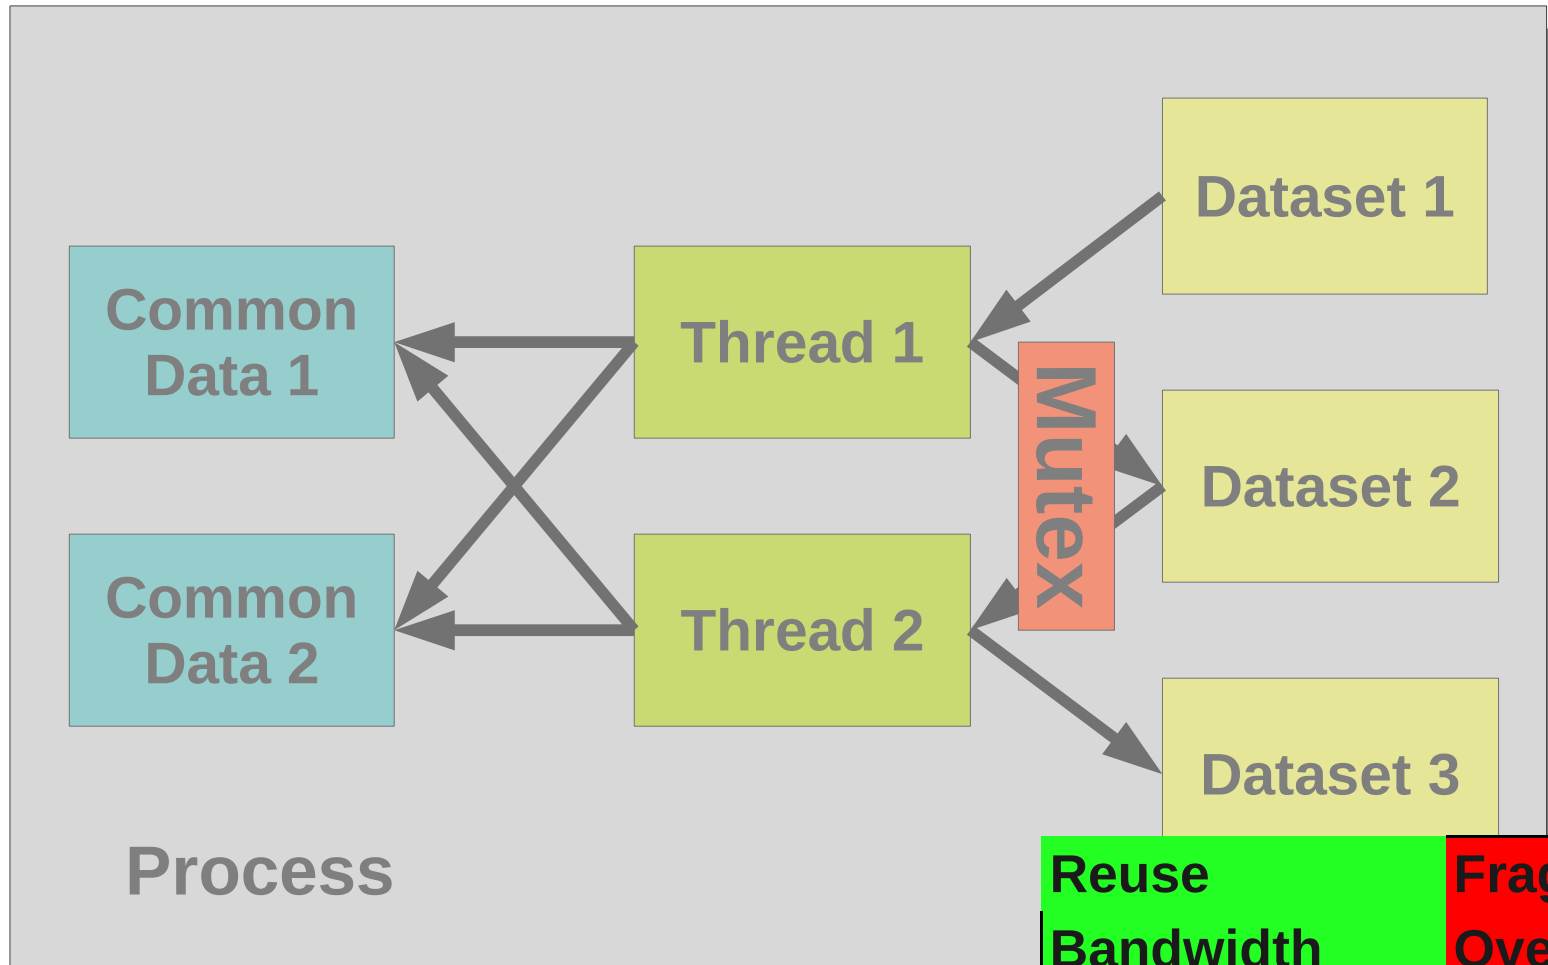 Dataset 1
Common
Data 1
Thread 1
Mutex
Dataset 2
Common
Data 2
Thread 2
Dataset 3
Process
Reuse
Bandwidth